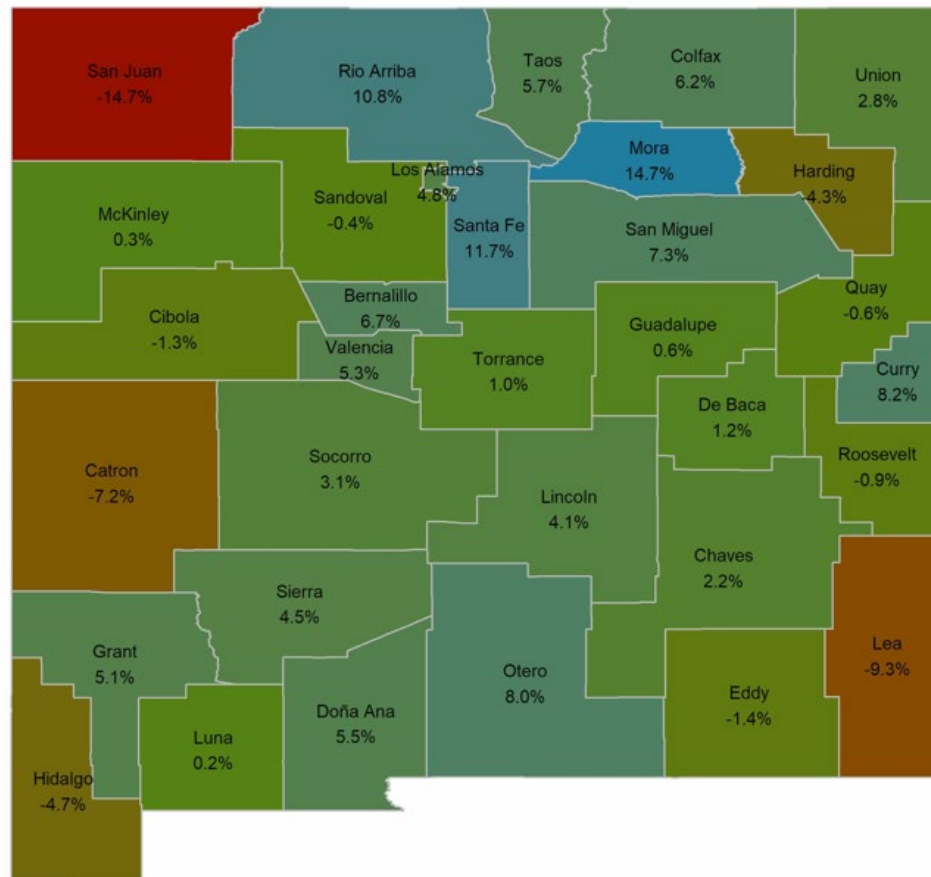 San Juan
-14.7%
Rio Arriba
10.8%
Taos
5.7%
Colfax
6.2%
Union
2.8%
Mora
14.7%
Harding
-4.3%
Los Alamos
4.8%
Sandoval
-0.4%
McKinley
0.3%
Santa Fe
11.7%
San Miguel
7.3%
Quay
-0.6%
Bernalillo
6.7%
Cibola
-1.3%
Valencia
5.3%
Torrance
1.0%
Guadalupe
0.6%
Curry
8.2%
De Baca
1.2%
Roosevelt
-0.9%
Catron
-7.2%
Socorro
3.1%
Lincoln
4.1%
Chaves
2.2%
Sierra
4.5%
Grant
5.1%
Otero
8.0%
Lea
-9.3%
Eddy
-1.4%
Doña Ana
5.5%
Luna
0.2%
Hidalgo
-4.7%